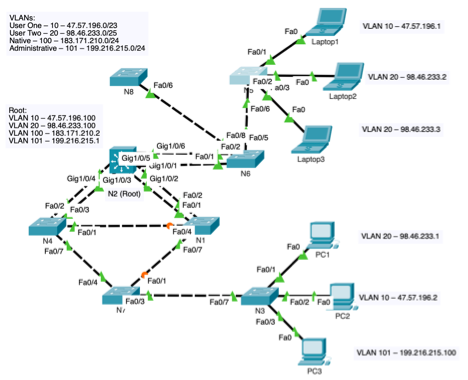 VLANs:
User One – 10 – 47.57.196.0/23
User Two – 20 – 98.46.233.0/25
Native – 100 – 183.171.210.0/24
Administrative – 101 – 199.216.215.0/24
Root:
VLAN 10 – 47.57.196.100
VLAN 20 – 98.46.233.100
VLAN 100 – 183.171.210.2
VLAN 101 – 199.216.215.1
N8
Fa0/6
Fa0
Fa0/1
Laptop1
VLAN 10 – 47.57.196.1
Fa0/2
Fa0
a0/3
Laptop2
VLAN 20 – 98.46.233.2
Fa0
Laptop3
VLAN 20 – 98.46.233.3
Fa0/6
Fa0/8
Fa0/5
Fa0/2
Fa0/1
N6
Gig1/0/6
Gig1/0/5
Gig1/0/1
Gig1/0/4
Gig1/0/3
N2 (Root)
Fa0/2
Fa0/1
Fa0/2
Fa0/3
N4
Fa0/1
Fa0/7
Fa0/4
N1
Fa0/7
Fa0/4
Fa0/1
Fa0/3
Fa0/7
N3
Fa0/1
Fa0
PC1
VLAN 20 – 98.46.233.1
Fa0/2
Fa0
PC2
VLAN 10 – 47.57.196.2
Fa0/3
Fa0
PC3
VLAN 101 – 199.216.215.100